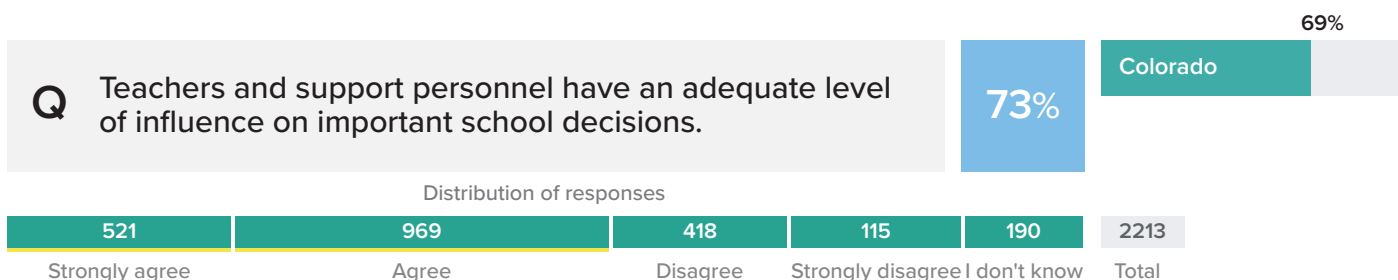 69%
Q
Teachers and support personnel have an adequate level
of influence on important school decisions.
73%
Colorado
Distribution of responses
521 969 418 115 190 2213
Strongly agree Agree Disagree Strongly disagree I don't know Total